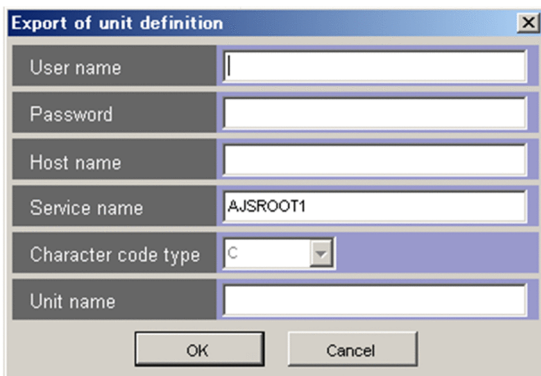 Export of unit definition
User name
Password
Host name
Service name AJSROOT1
Character code type C
Unit name
OK Cancel